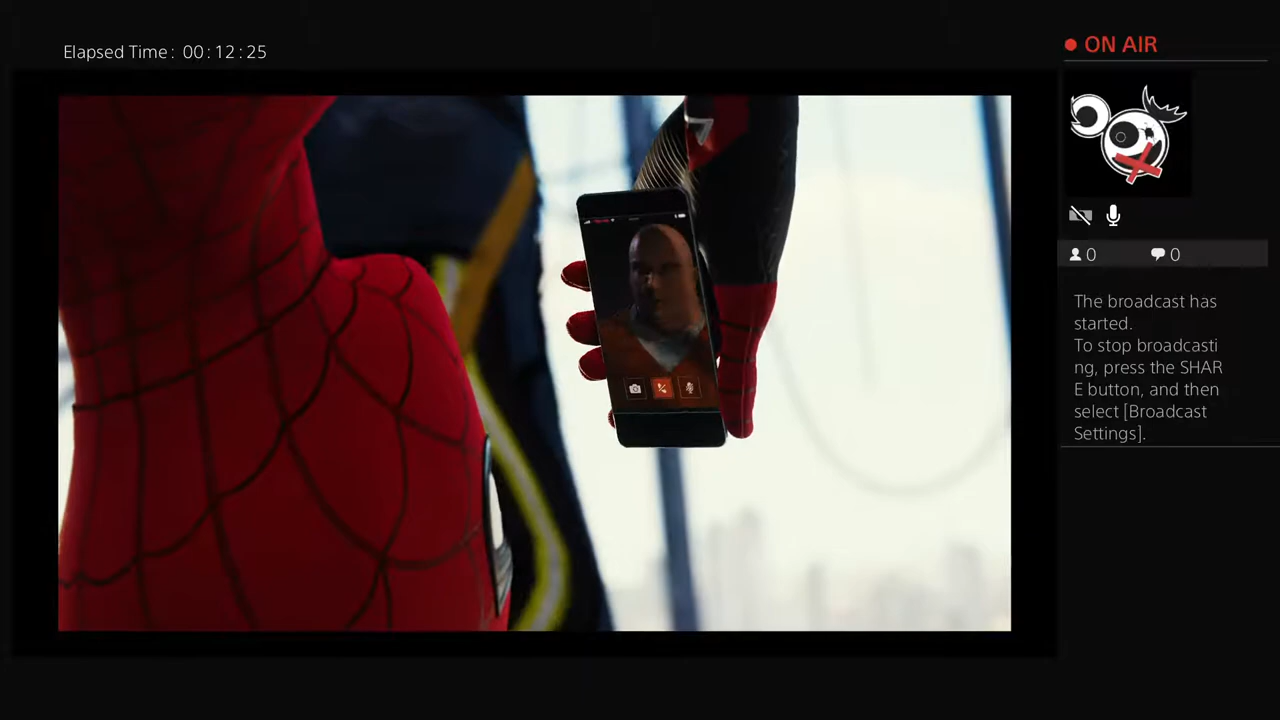 Elapsed Time: 00:12:25
ON AIR
0
0
The broadcast has
started.
To stop broadcasti
ng, press the SHAR
E button, and then
select [Broadcast
Settings].